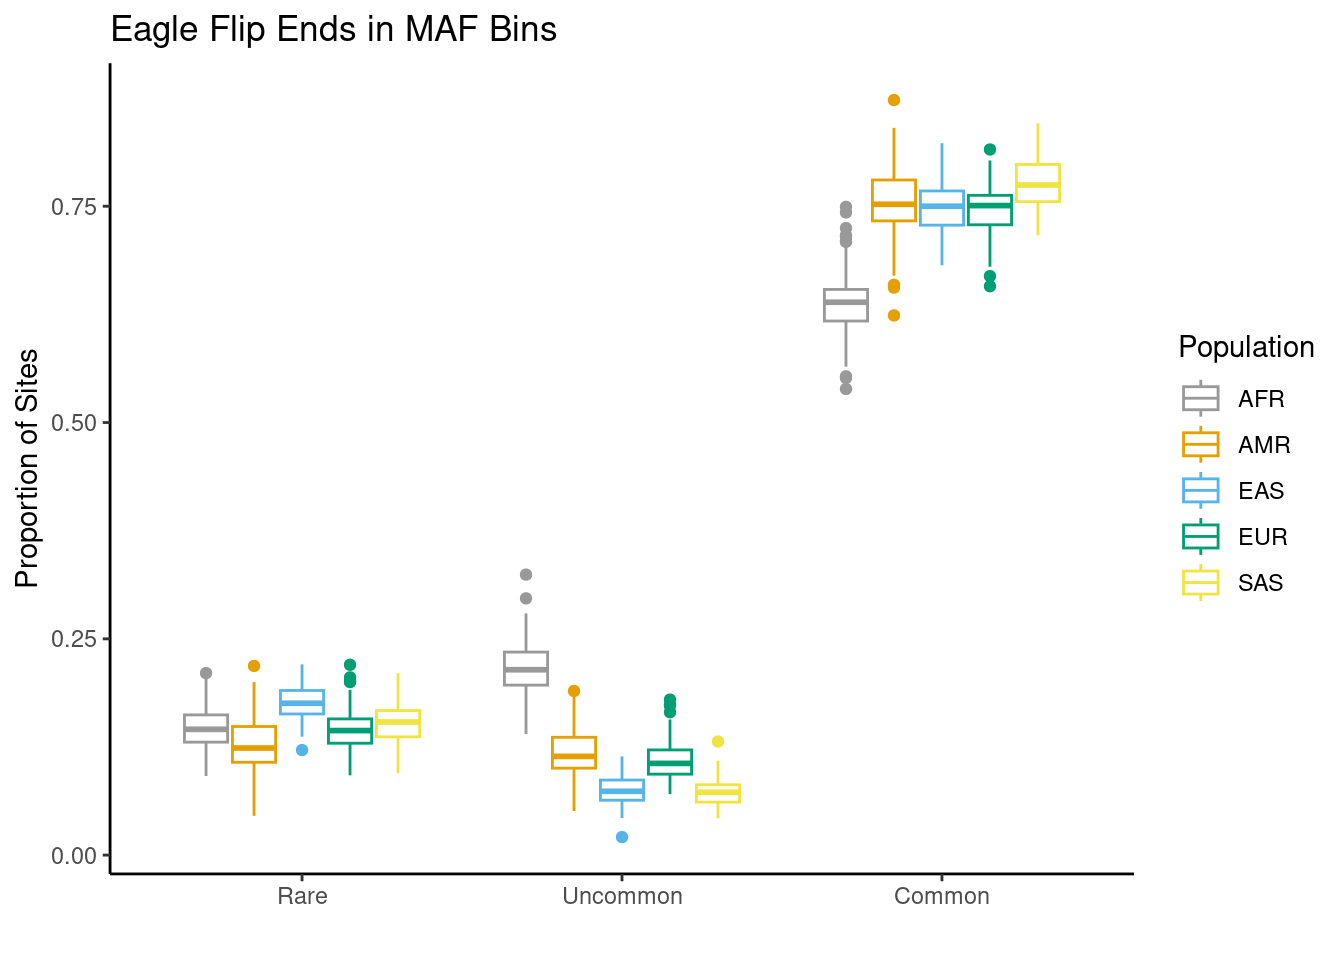 Eagle Flip Ends in MAF Bins
Proportion of Sites
0.75
0.50
0.25
0.00
Rare
Uncommon
Common
Population
AFR
AMR
EAS
EUR
SAS